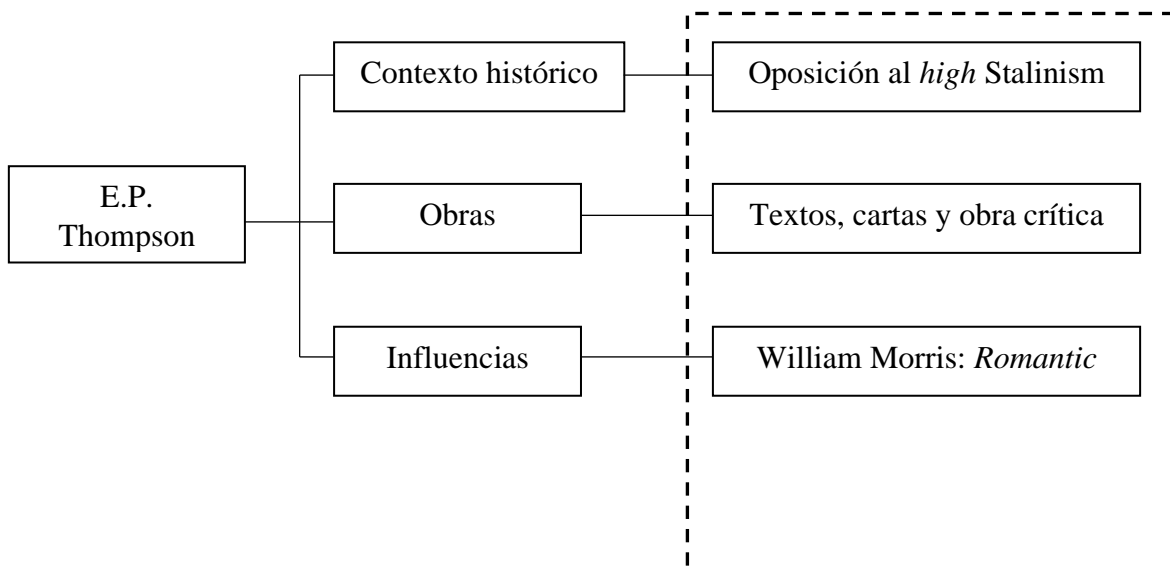 E.P.
Thompson
Contexto histórico
Oposición al high Stalinism
Obras
Textos, cartas y obra crítica
Influencias
William Morris: Romantic